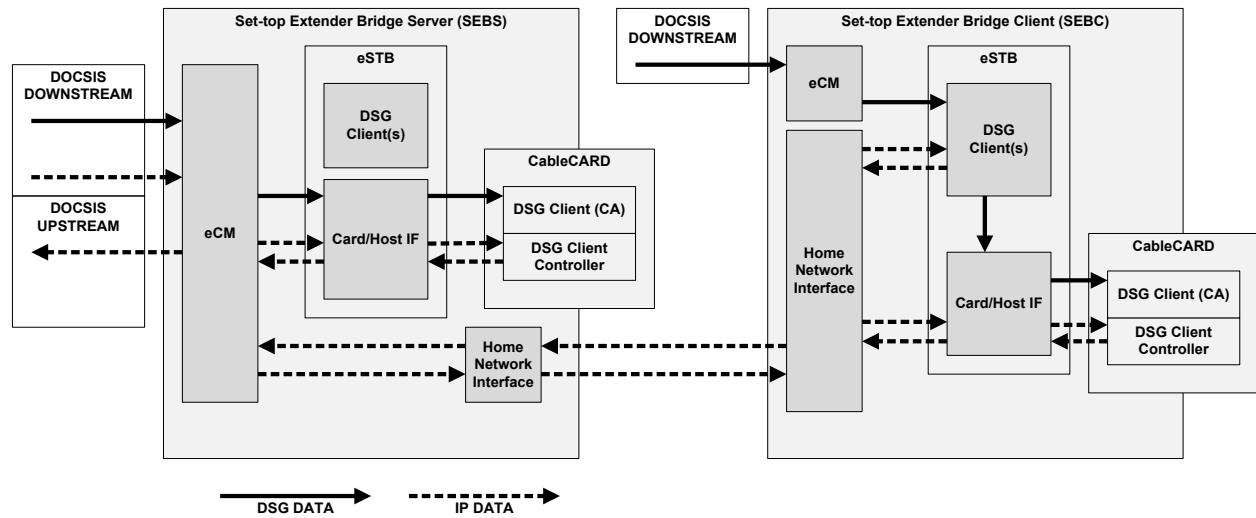 Set-top Extender Bridge Server (SEBS)
DOCSIS
DOWNSTREAM
DOCSIS
UPSTREAM
eCM
eSTB
DSG
Client(s)
Card/Host IF
CableCARD
DSG Client (CA)
DSG Client
Controller
Home
Network
Interface
Set-top Extender Bridge Client (SEBC)
DOCSIS
DOWNSTREAM
eCM
eSTB
DSG
Client(s)
Home
Network
Interface
Card/Host IF
CableCARD
DSG Client (CA)
DSG Client
Controller
DSG DATA
IP DATA